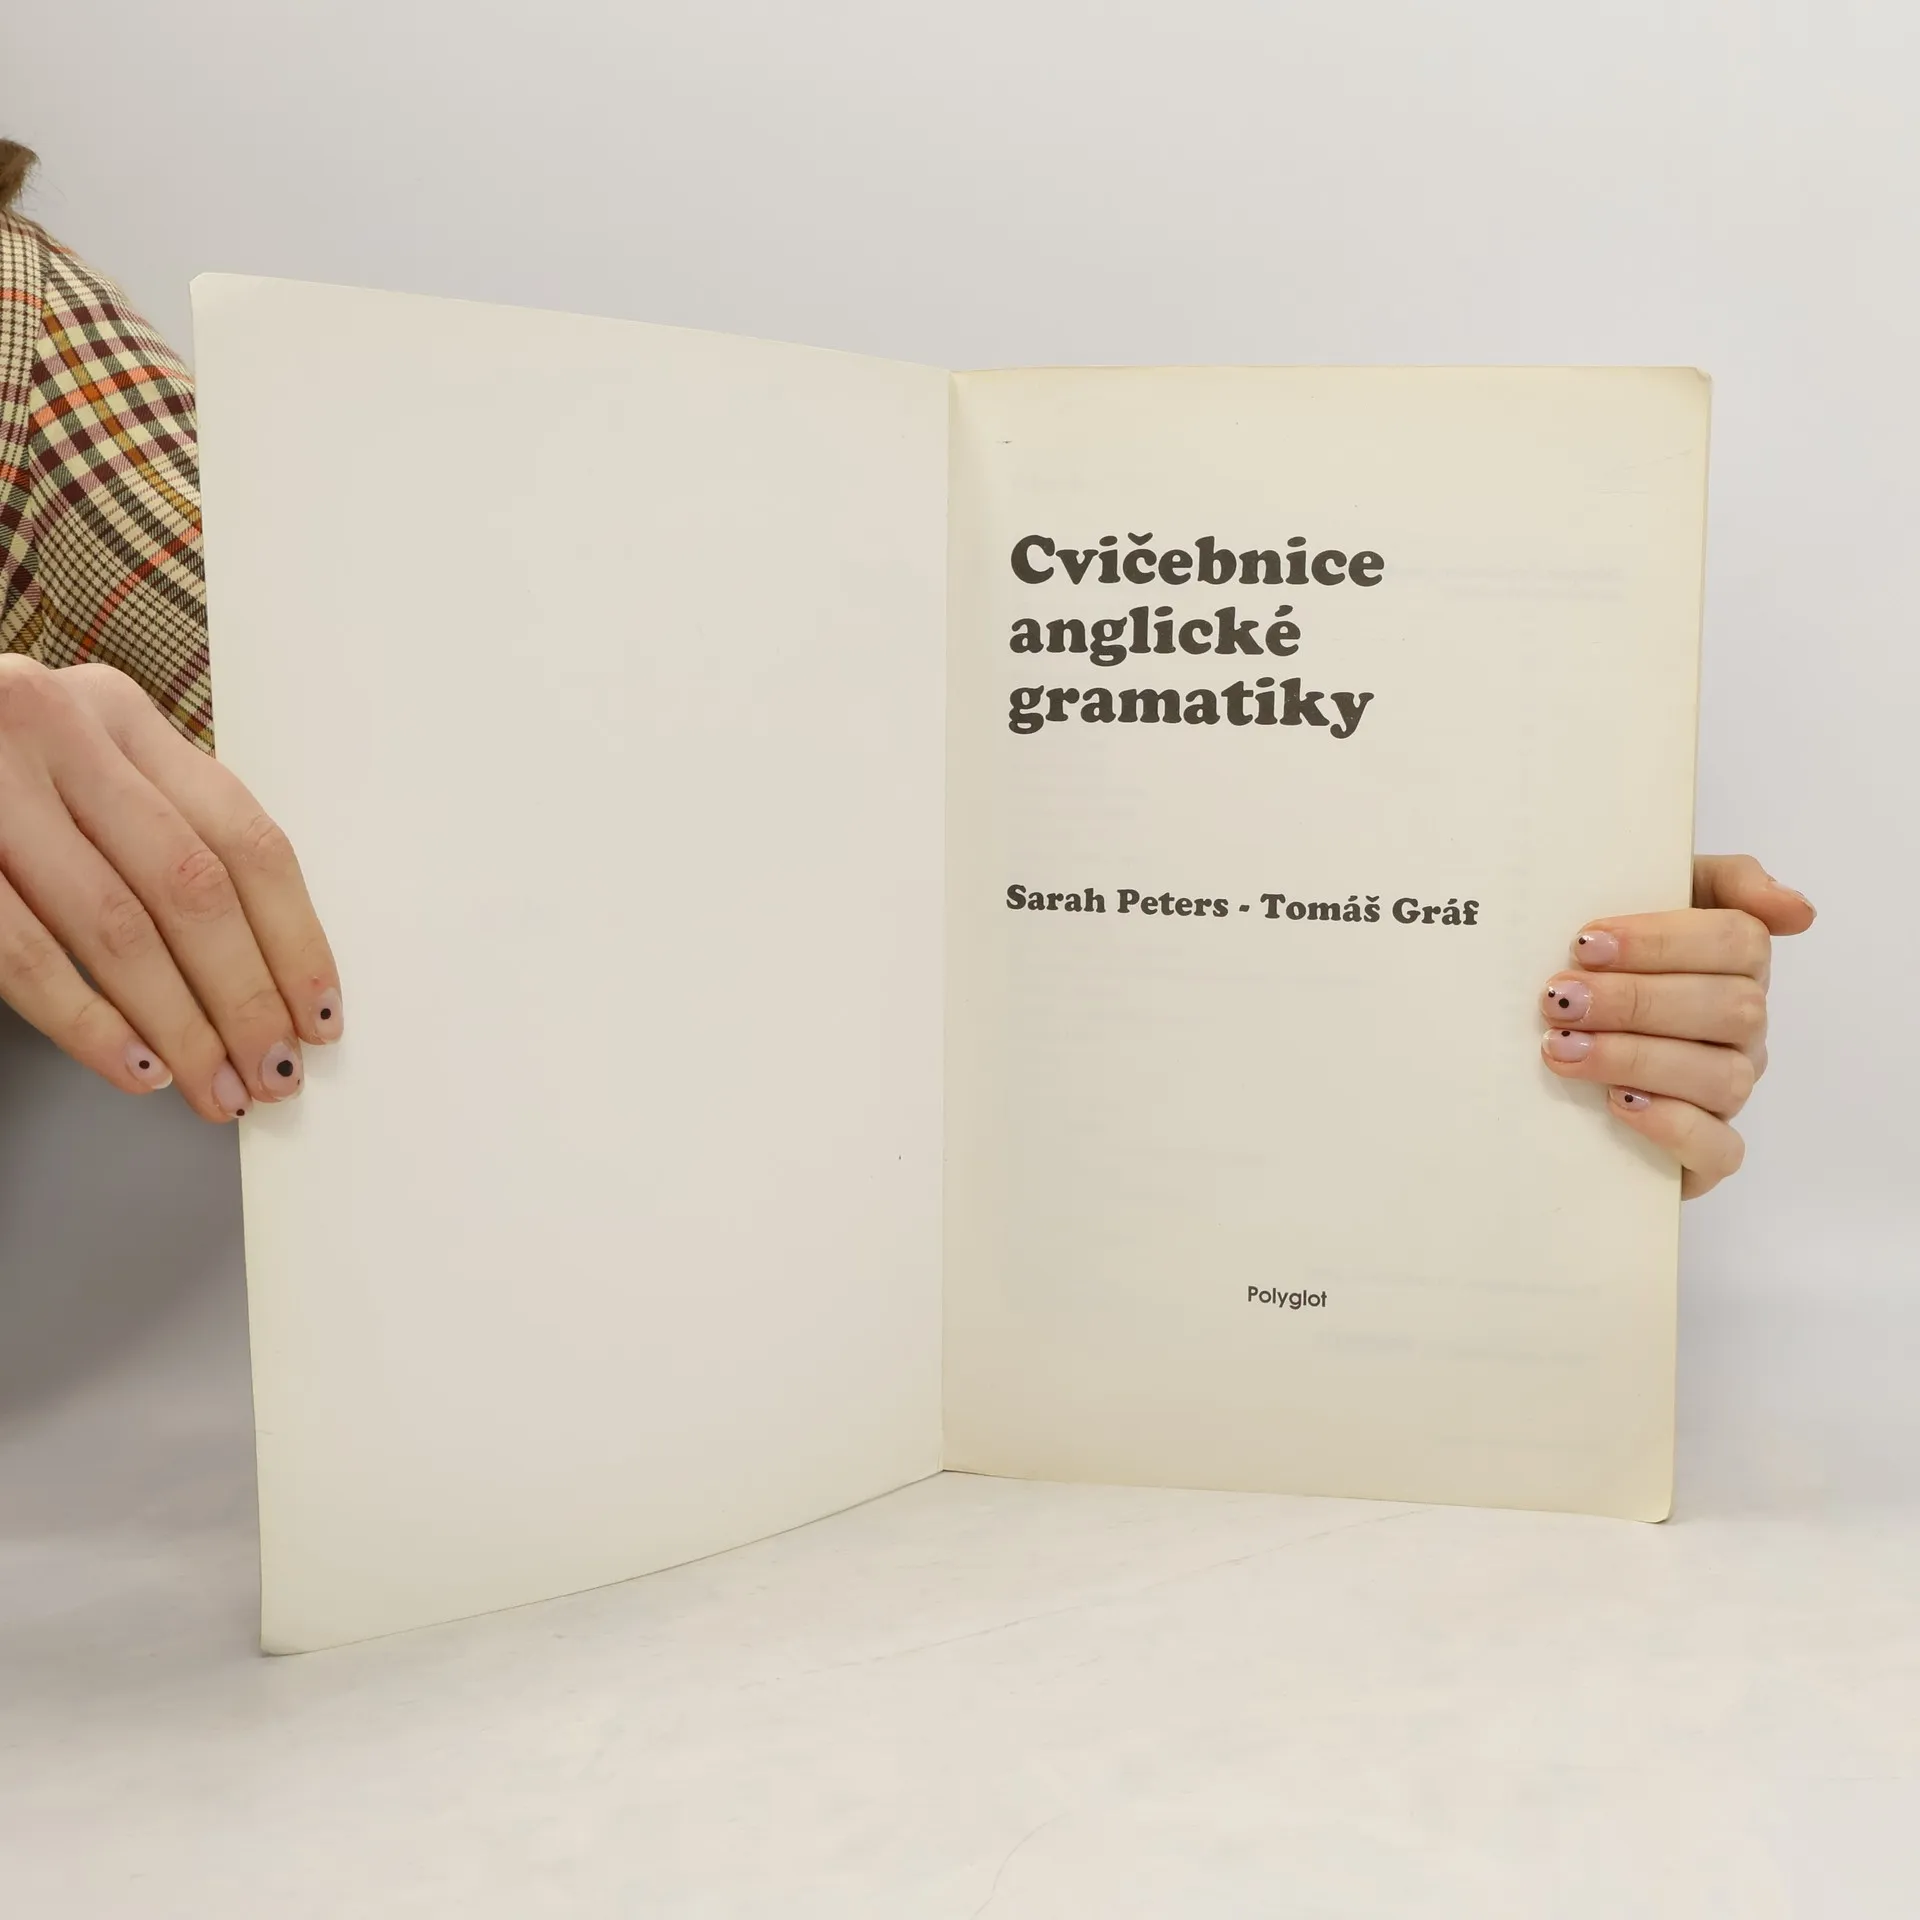 Cvičebnice
anglické
gramatiky
Sarah Peters - Tomáš Gráf
Polyglot